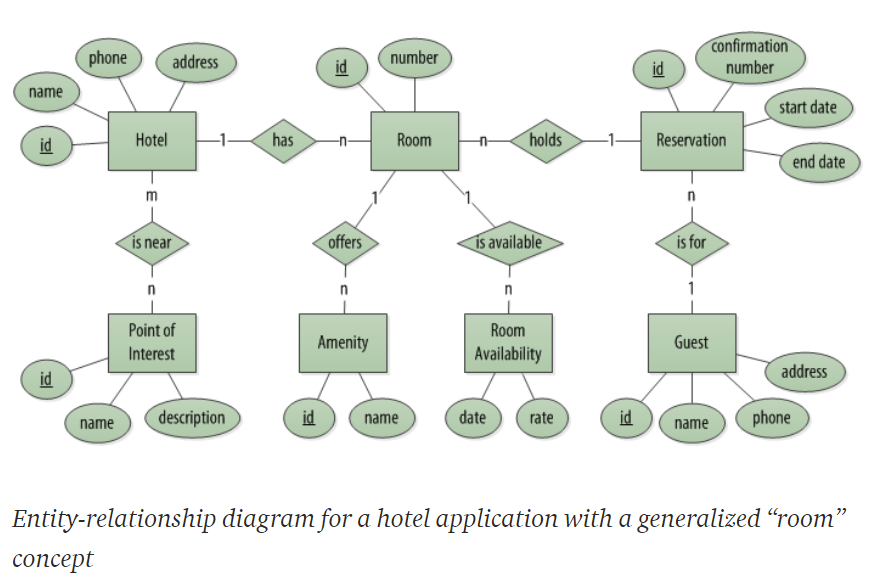 phone
address
name
id
Hotel
1
has
n
id
number
Room
n
holds
1
id
confirmation
number
start date
end date
Reservation
m
is near
n
Point of
Interest
id
name
description
1
offers
n
Amenity
id
name
1
is available
n
Room
Availability
date
rate
n
is for
1
Guest
id
name
phone
address
Entity-relationship diagram for a hotel application with a generalized “room”
concept